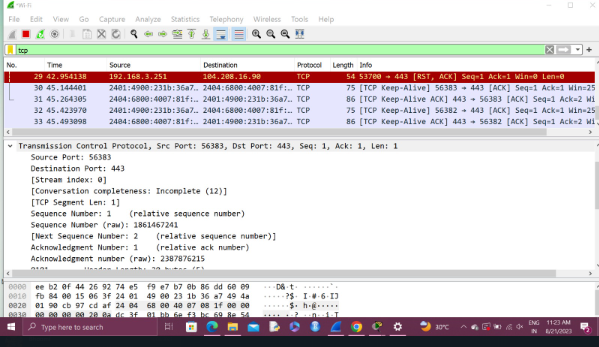 *Wi-Fi
File Edit View Go Capture Analyze Statistics Telephony Wireless Tools Help
tcp
No. Time Source Destination Protocol Length Info
29 42.954138 192.168.3.251 104.208.16.90 TCP 54 53700 → 443 [RST, ACK] Seq=1 Ack=1 Win=0 Len=0
30 45.144401 2401:4900:231b:36a7… 2404:6800:4007:81f:… TCP 75 [TCP Keep-Alive] 56383 → 443 [ACK] Seq=1 Ack=1 Win=25
31 45.264305 2404:6800:4007:81f:… 2401:4900:231b:36a7… TCP 86 [TCP Keep-Alive ACK] 443 → 56383 [ACK] Seq=1 Ack=2 Wi
32 45.423970 2401:4900:231b:36a7… 2404:6800:4007:81f:… TCP 75 [TCP Keep-Alive] 56382 → 443 [ACK] Seq=1 Ack=1 Win=25
33 45.493098 2404:6800:4007:81f:… 2401:4900:231b:36a7… TCP 86 [TCP Keep-Alive ACK] 443 → 56382 [ACK] Seq=1 Ack=2 Wi
Transmission Control Protocol, Src Port: 56383, Dst Port: 443, Seq: 1, Ack: 1, Len: 1
Source Port: 56383
Destination Port: 443
[Stream index: 0]
[Conversation completeness: Incomplete (12)]
[TCP Segment Len: 1]
Sequence Number: 1 (relative sequence number)
Sequence Number (raw): 1861467241
[Next Sequence Number: 2 (relative sequence number)]
Acknowledgment Number: 1 (relative ack number)
Acknowledgment number (raw): 2387876215
0101 .... = Header Length: 20 bytes (5)
0000 ee b2 0f 44 26 92 74 e5 f9 e7 b7 0b 86 dd 60 09 ···D&·t· ······`·
0010 fb 84 00 15 06 3f 24 01 49 00 23 1b 36 a7 49 4a ·····?$· I·#·6·IJ
0020 01 90 cb 97 cd af 24 04 68 00 40 07 08 1f 00 00 ······$· h·@·····
Type here to search
30°C
ENG
IN
11:23 AM
8/21/2023